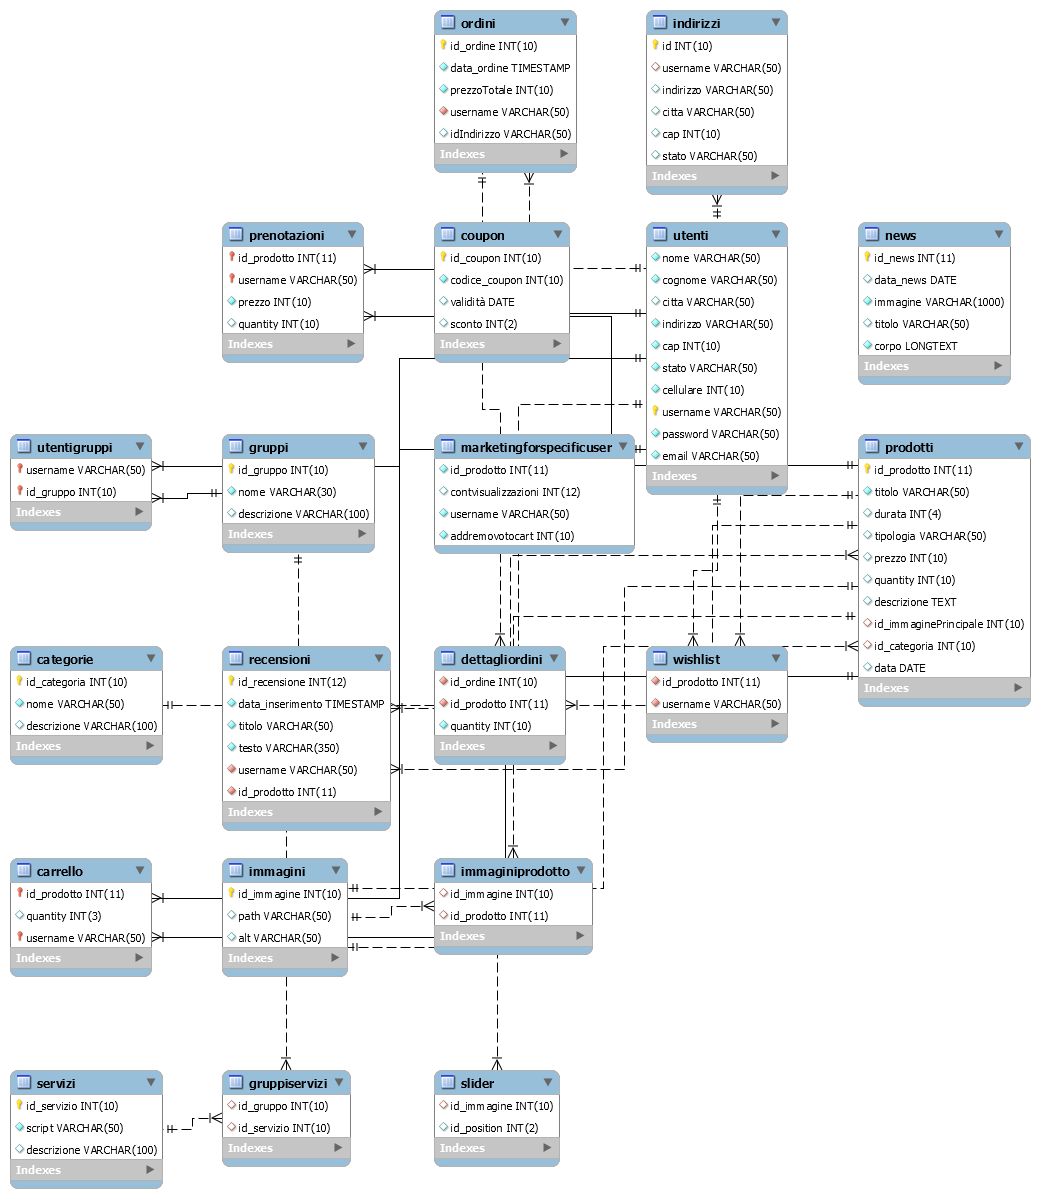 ordini
id_ordine INT(10)
data_ordine TIMESTAMP
prezzoTotale INT(10)
username VARCHAR(50)
idIndirizzo VARCHAR(50)
Indexes
indirizzi
id INT(10)
username VARCHAR(50)
indirizzo VARCHAR(50)
citta VARCHAR(50)
cap INT(10)
stato VARCHAR(50)
Indexes
prenotazioni
id_prodotto INT(11)
username VARCHAR(50)
prezzo INT(10)
quantity INT(10)
Indexes
coupon
id_coupon INT(10)
codice_coupon INT(10)
validità DATE
sconto INT(2)
Indexes
utenti
nome VARCHAR(50)
cognome VARCHAR(50)
citta VARCHAR(50)
indirizzo VARCHAR(50)
cap INT(10)
stato VARCHAR(50)
cellulare INT(10)
username VARCHAR(50)
password VARCHAR(50)
email VARCHAR(50)
Indexes
news
id_news INT(11)
data_news DATE
immagine VARCHAR(1000)
titolo VARCHAR(50)
corpo LONGTEXT
Indexes
utentigruppi
username VARCHAR(50)
id_gruppo INT(10)
Indexes
gruppi
id_gruppo INT(10)
nome VARCHAR(30)
descrizione VARCHAR(100)
Indexes
marketingforspecificuser
id_prodotto INT(11)
contvisualizzazioni INT(12)
username VARCHAR(50)
addremovotocart INT(10)
prodotti
id_prodotto INT(11)
titolo VARCHAR(50)
durata INT(4)
tipologia VARCHAR(50)
prezzo INT(10)
quantity INT(10)
descrizione TEXT
id_immaginePrincipale INT(10)
id_categoria INT(10)
data DATE
Indexes
categorie
id_categoria INT(10)
nome VARCHAR(50)
descrizione VARCHAR(100)
Indexes
recensioni
id_recensione INT(12)
data_inserimento TIMESTAMP
titolo VARCHAR(50)
testo VARCHAR(350)
username VARCHAR(50)
id_prodotto INT(11)
Indexes
dettagliordini
id_ordine INT(10)
id_prodotto INT(11)
quantity INT(10)
Indexes
wishlist
id_prodotto INT(11)
username VARCHAR(50)
Indexes
carrello
id_prodotto INT(11)
quantity INT(3)
username VARCHAR(50)
Indexes
immagini
id_immagine INT(10)
path VARCHAR(50)
alt VARCHAR(50)
Indexes
immaginiprodotto
id_immagine INT(10)
id_prodotto INT(11)
Indexes
servizi
id_servizio INT(10)
script VARCHAR(50)
descrizione VARCHAR(100)
Indexes
gruppiservizi
id_gruppo INT(10)
id_servizio INT(10)
Indexes
slider
id_immagine INT(10)
id_position INT(2)
Indexes